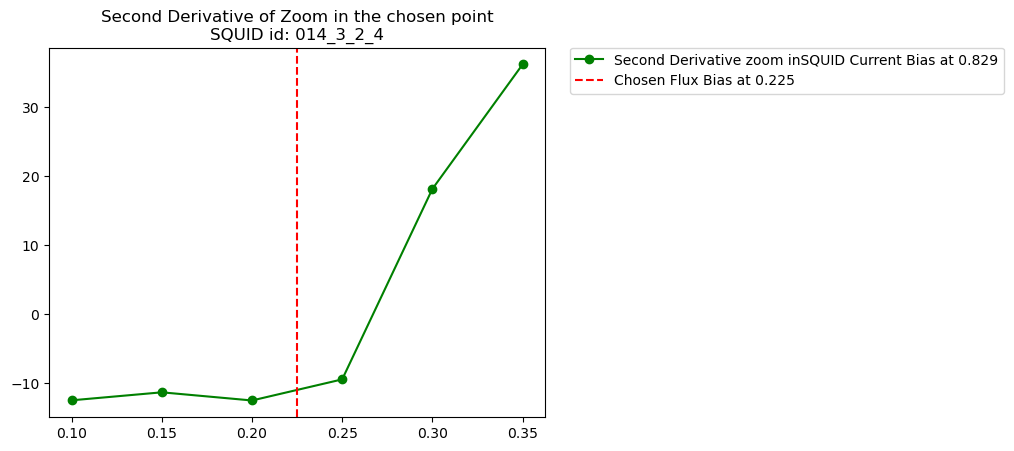 Second Derivative of Zoom in the chosen point
SQUID id: 014_3_2_4
Second Derivative zoom inSQUID Current Bias at 0.829
Chosen Flux Bias at 0.225
30
20
10
0
−10
0.10 0.15 0.20 0.25 0.30 0.35